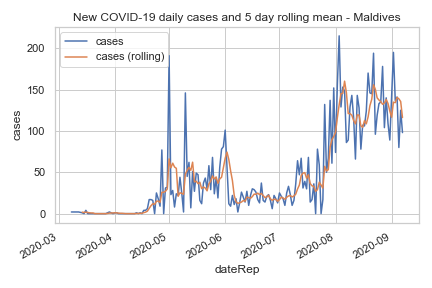 New COVID-19 daily cases and 5 day rolling mean - Maldives
cases
cases (rolling)
200
150
100
50
0
cases
2020-03
2020-04
2020-05
2020-06
2020-07
2020-08
2020-09
dateRep